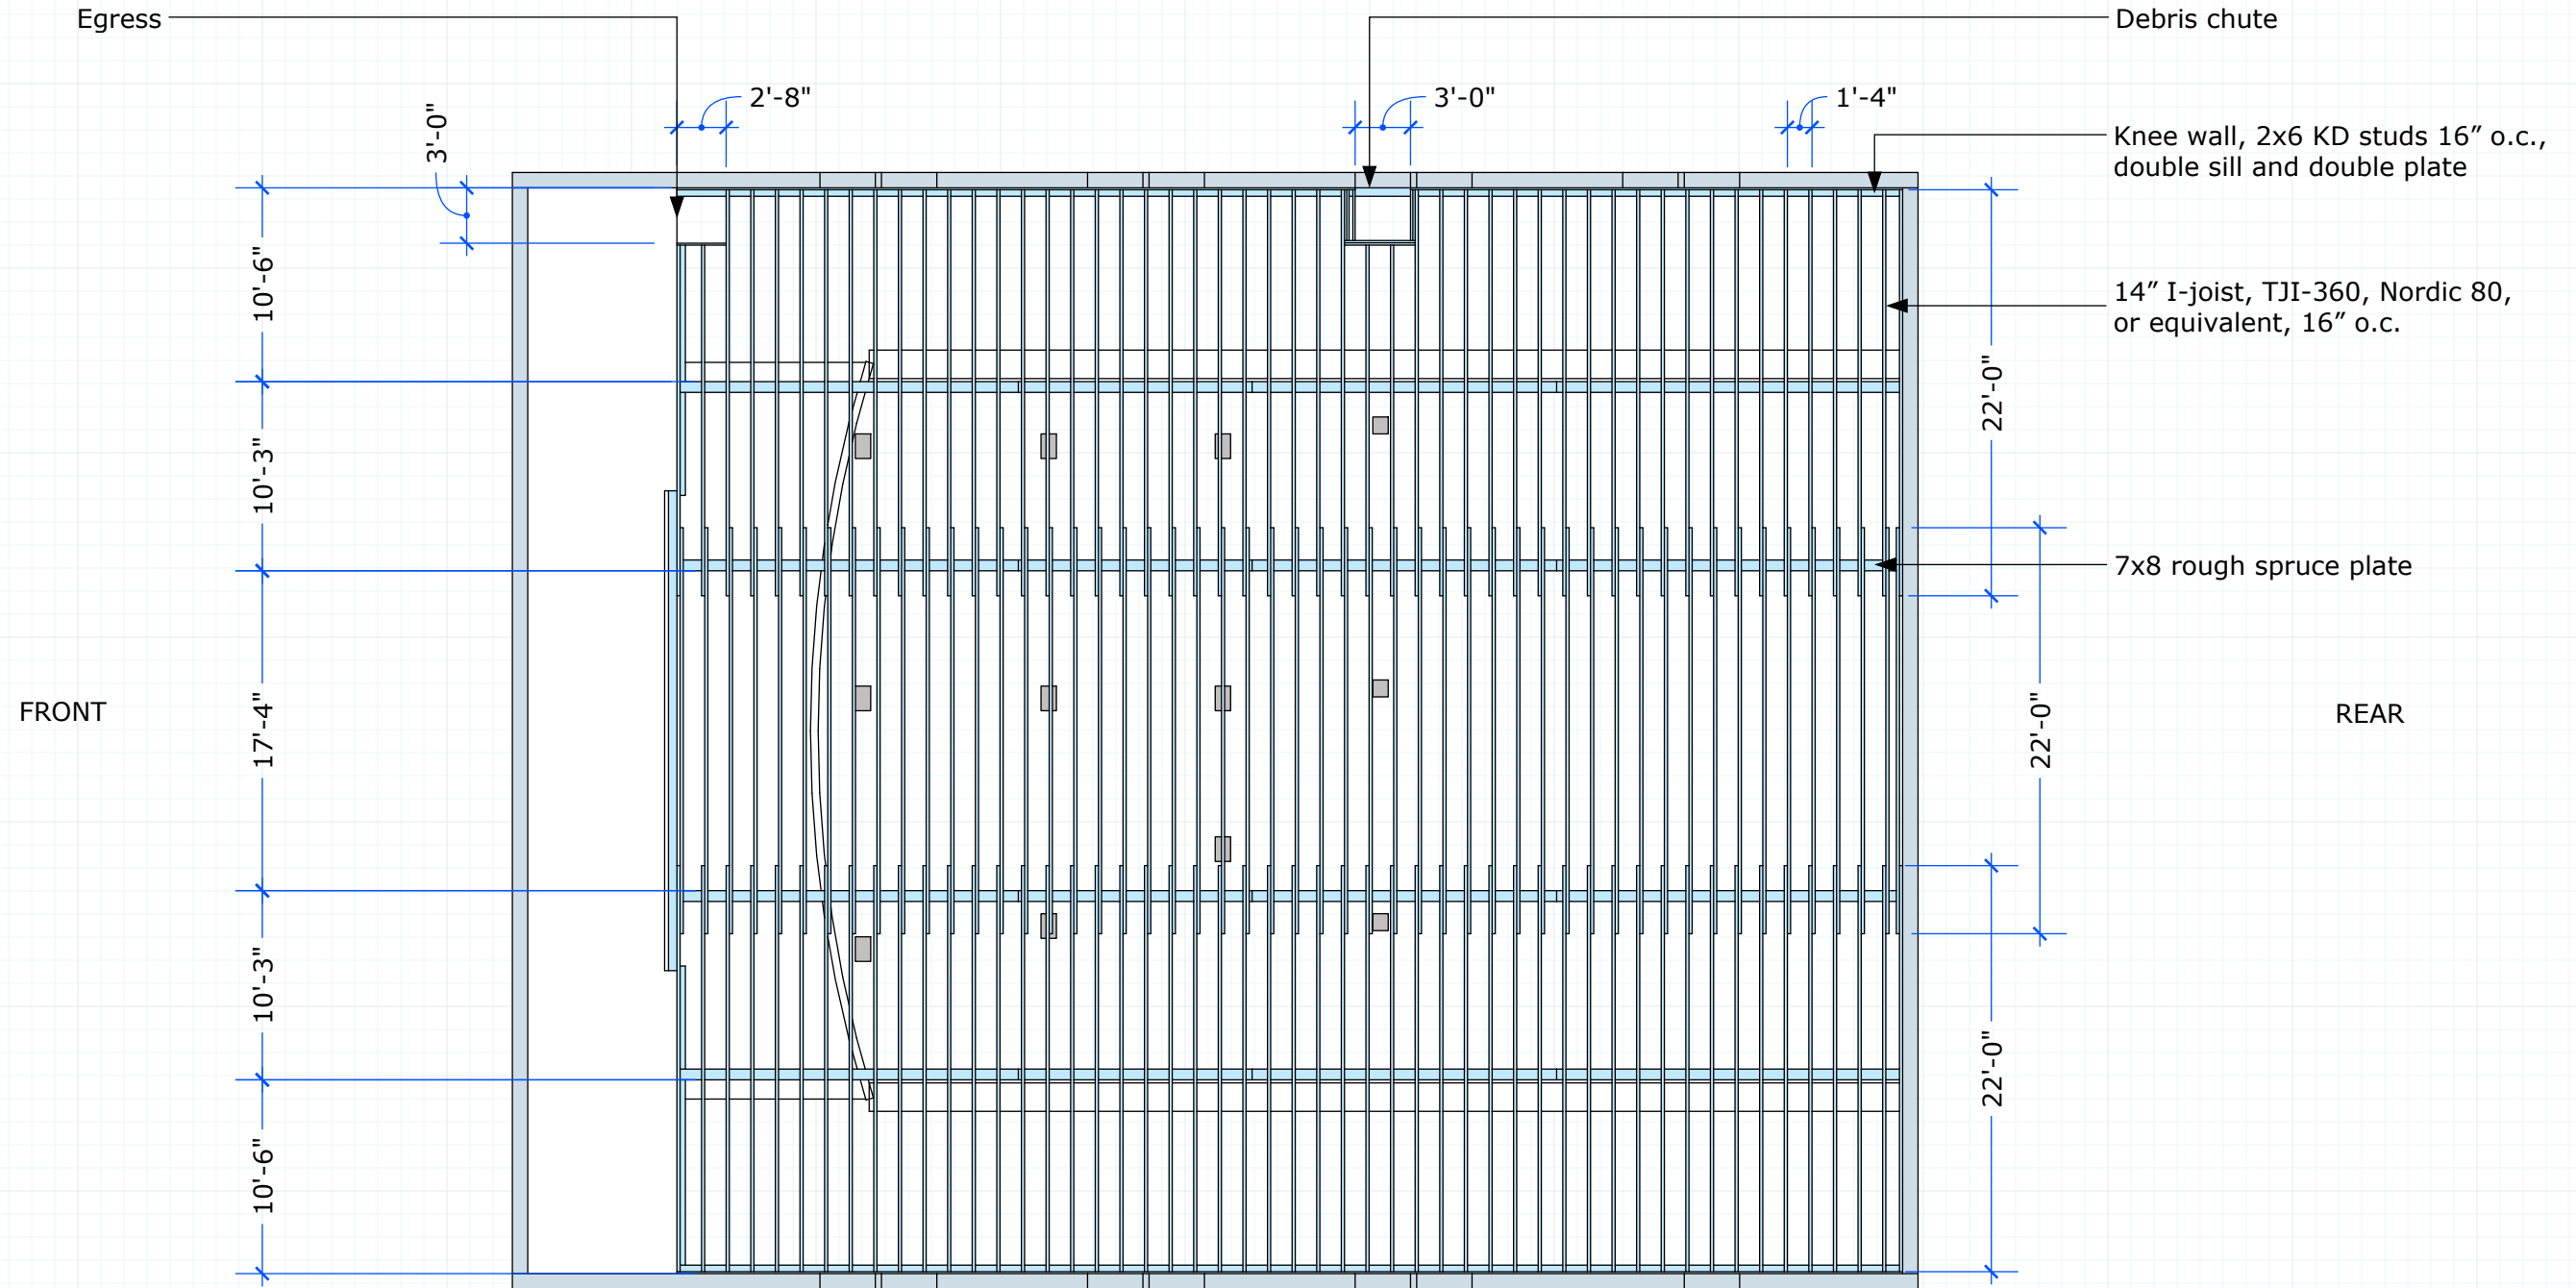 Egress
Debris chute
2'-8"
3'-0"
1'-4"
3'-0"
Knee wall, 2x6 KD studs 16” o.c.,
double sill and double plate
10'-6"
14” I-joist, TJI-360, Nordic 80,
or equivalent, 16” o.c.
22'-0"
10'-3"
7x8 rough spruce plate
FRONT
17'-4"
22'-0"
REAR
10'-3"
22'-0"
10'-6"